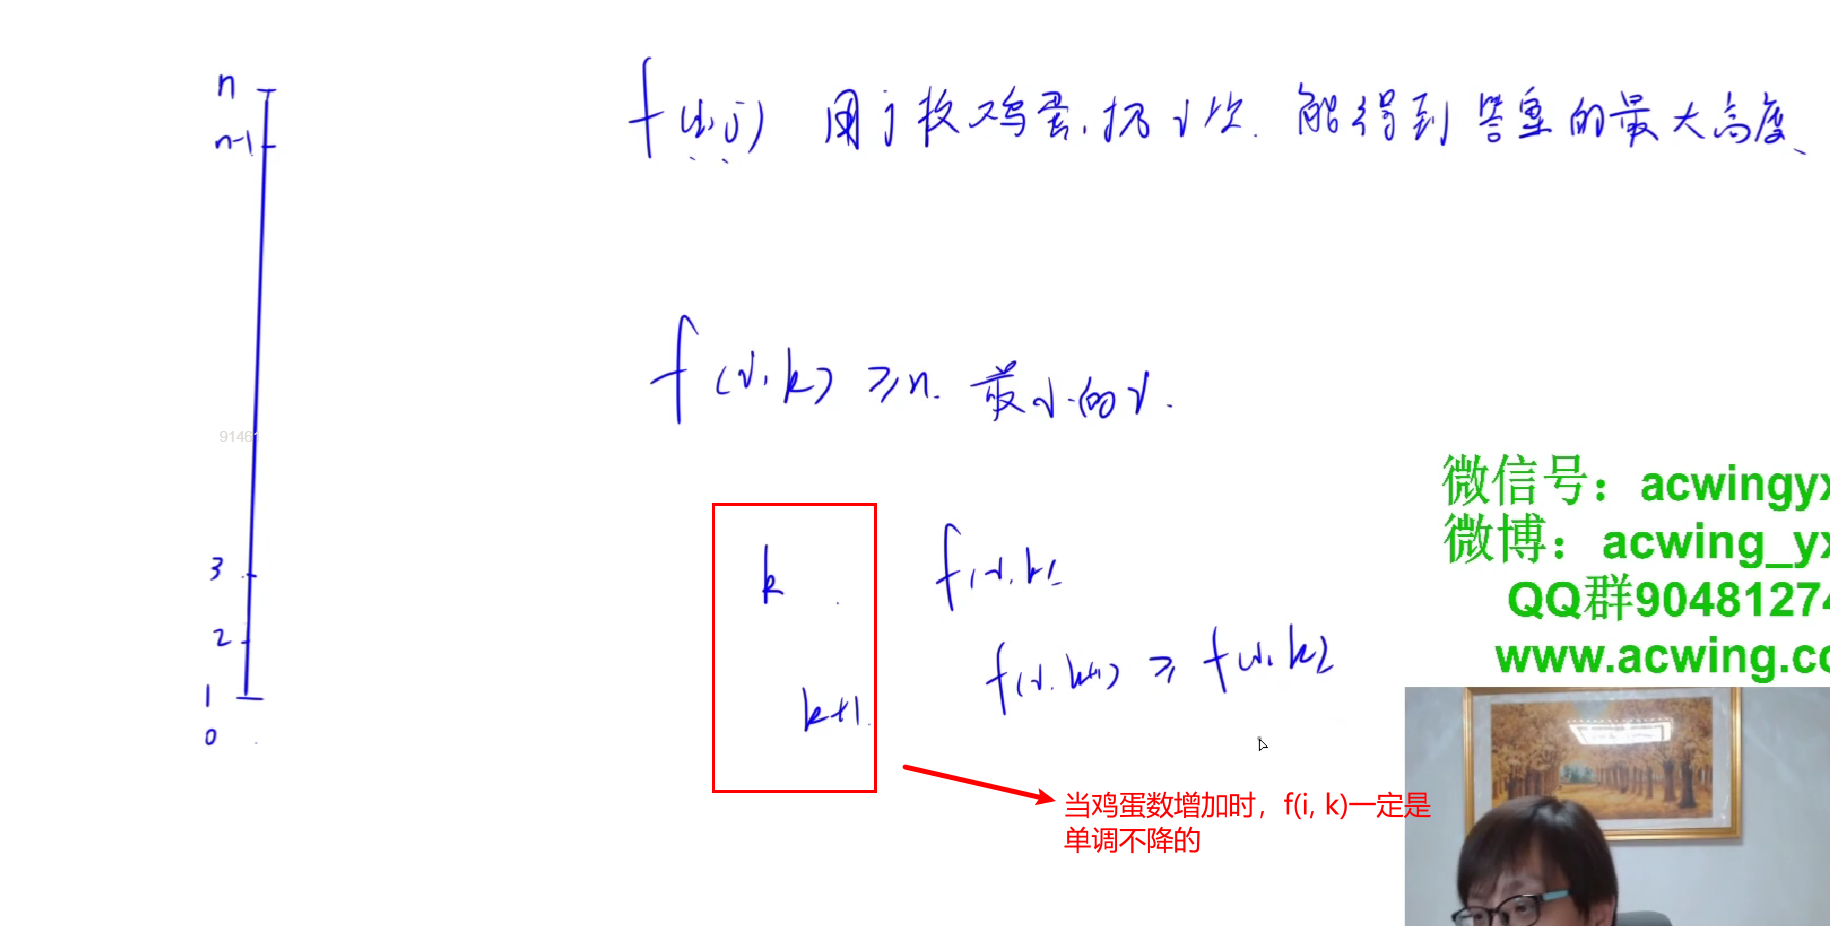 n
n-1
3
2
1
0
f(i,j) 用j枚鸡蛋,扔i次. 能得到答案的最大高度、
f(i,k) ≥n. 最小的i.
k
k+1.
f(i,k)
f(i.k+1) ≥ f(i,k)
当鸡蛋数增加时，f(i, k)一定是
单调不降的
91461
微信号：acwingyx
微博：acwing_yx
QQ群90481274
www.acwing.co